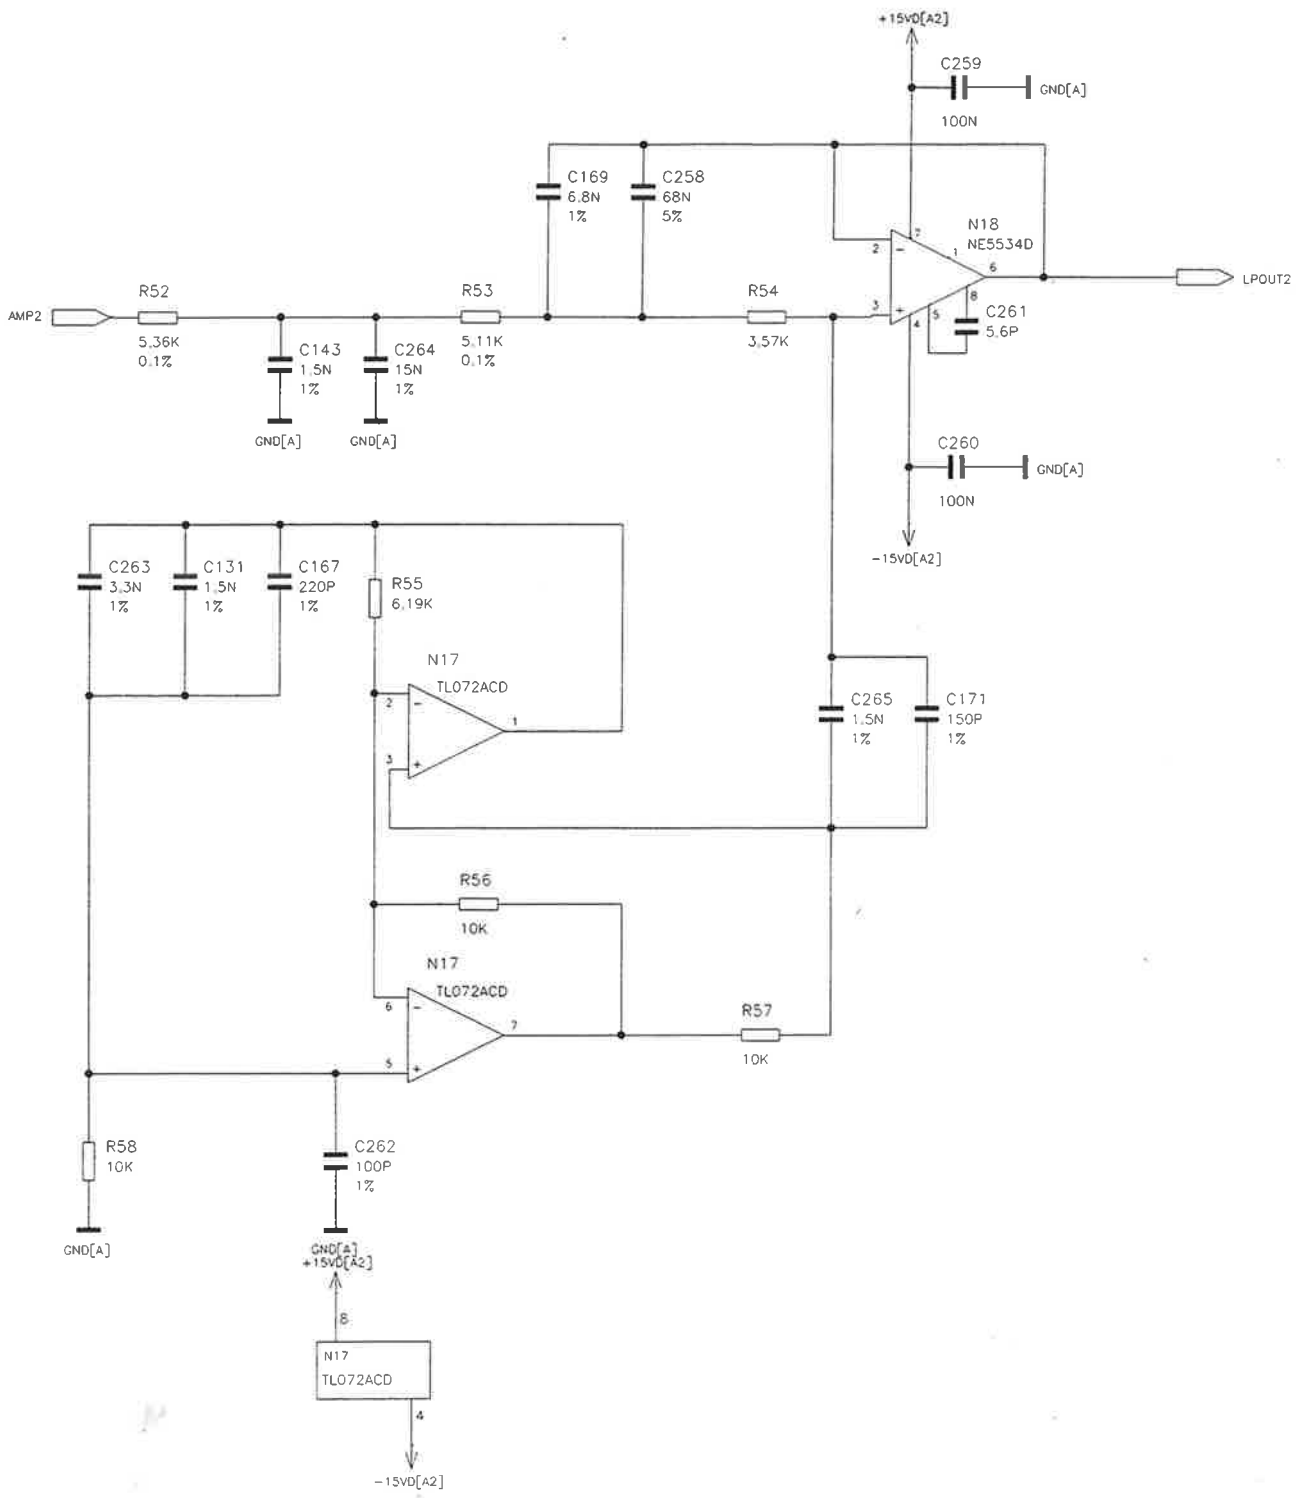 +15VD[A2]
C259
GND[A]
100N
C169
6.8N
1%
C258
68N
5%
N18
NE5534D
7
2
-
1
6
8
3
+
4
5
C261
5.6P
LPOUT2
AMP2
R52
5.36K
0.1%
C143
1.5N
1%
GND[A]
C264
15N
1%
GND[A]
R53
5.11K
0.1%
R54
3.57K
C260
GND[A]
100N
-15VD[A2]
C263
3.3N
1%
C131
1.5N
1%
C167
220P
1%
R55
6.19K
N17
TL072ACD
2
-
1
3
+
C265
1.5N
1%
C171
150P
1%
R56
10K
N17
TL072ACD
6
-
7
5
+
R57
10K
R58
10K
GND[A]
C262
100P
1%
GND[A]
+15VD[A2]
8
N17
TL072ACD
4
-15VD[A2]